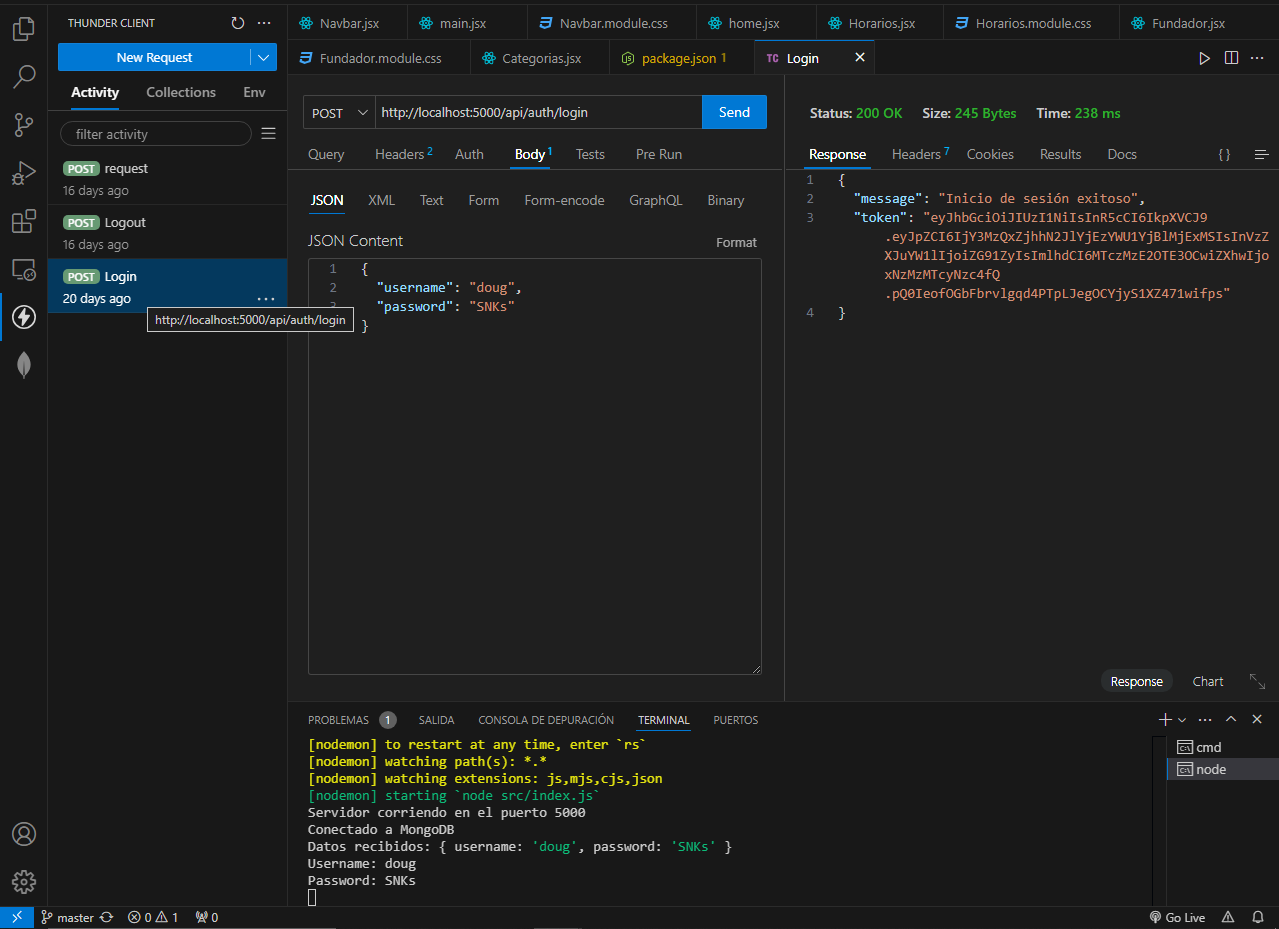 THUNDER CLIENT
New Request
Activity Collections Env
filter activity
POST request
16 days ago
POST Logout
16 days ago
POST Login
20 days ago
http://localhost:5000/api/auth/login
Navbar.jsx main.jsx Navbar.module.css home.jsx Horarios.jsx Horarios.module.css Fundador.jsx
Fundador.module.css Categorias.jsx package.json 1 TC Login
POST http://localhost:5000/api/auth/login Send
Query Headers 2 Auth Body 1 Tests Pre Run
JSON XML Text Form Form-encode GraphQL Binary
JSON Content Format
1 {
2 "username": "doug",
3 "password": "SNKs"
}
Status: 200 OK Size: 245 Bytes Time: 238 ms
Response Headers 7 Cookies Results Docs { }
1 {
2 "message": "Inicio de sesión exitoso",
3 "token": "eyJhbGciOiJIUzI1NiIsInR5cCI6IkpXVCJ9
.eyJpZCI6IjY3MzQxZjhhN2JlYjEzYWU1YjBlMjExMSIsInVzZ
XJuYW1lIjoiZG91ZyIsImlhdCI6MTczMzE2OTE3OCwiZXhwIjo
xNzMzMTcyNzc4fQ
.pQ0IeofOGbFbrvlgqd4PTpLJegOCYjyS1XZ471wifps"
4 }
Response Chart
PROBLEMAS 1 SALIDA CONSOLA DE DEPURACIÓN TERMINAL PUERTOS
[nodemon] to restart at any time, enter `rs`
[nodemon] watching path(s): *.*
[nodemon] watching extensions: js,mjs,cjs,json
[nodemon] starting `node src/index.js`
Servidor corriendo en el puerto 5000
Conectado a MongoDB
Datos recibidos: { username: 'doug', password: 'SNKs' }
Username: doug
Password: SNKs
cmd
node
master 0 1 0 Go Live